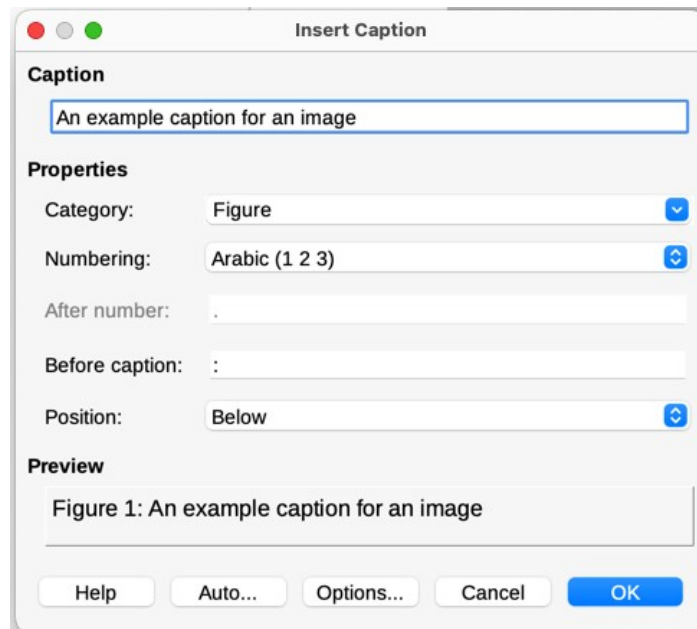 Insert Caption
Caption
An example caption for an image
Properties
Category: Figure
Numbering: Arabic (1 2 3)
After number: .
Before caption: :
Position: Below
Preview
Figure 1: An example caption for an image
Help Auto... Options... Cancel OK